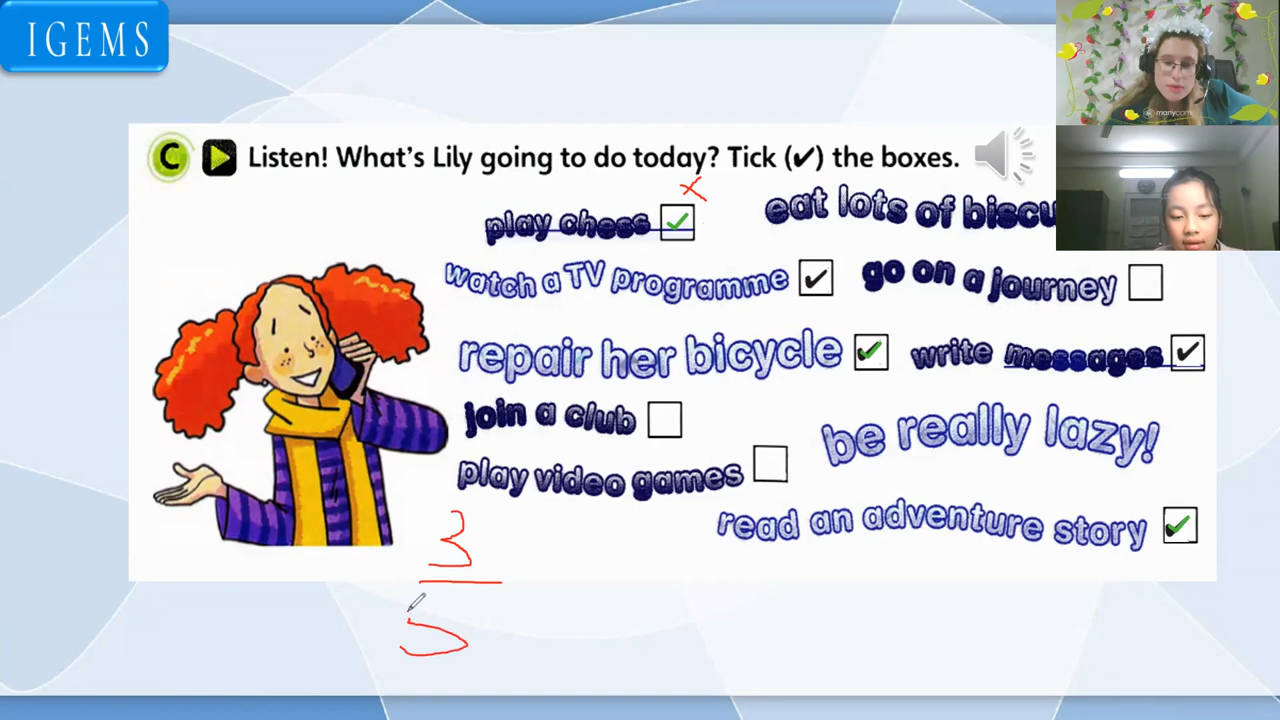 IGEMS
manycam
C Listen! What's Lily going to do today? Tick (✔) the boxes.
play chess ✔ x
eat lots of biscu
watch a TV programme ✔
go on a journey
repair her bicycle ✔
write messages ✔
join a club
be really lazy!
play video games
read an adventure story ✔
3
5